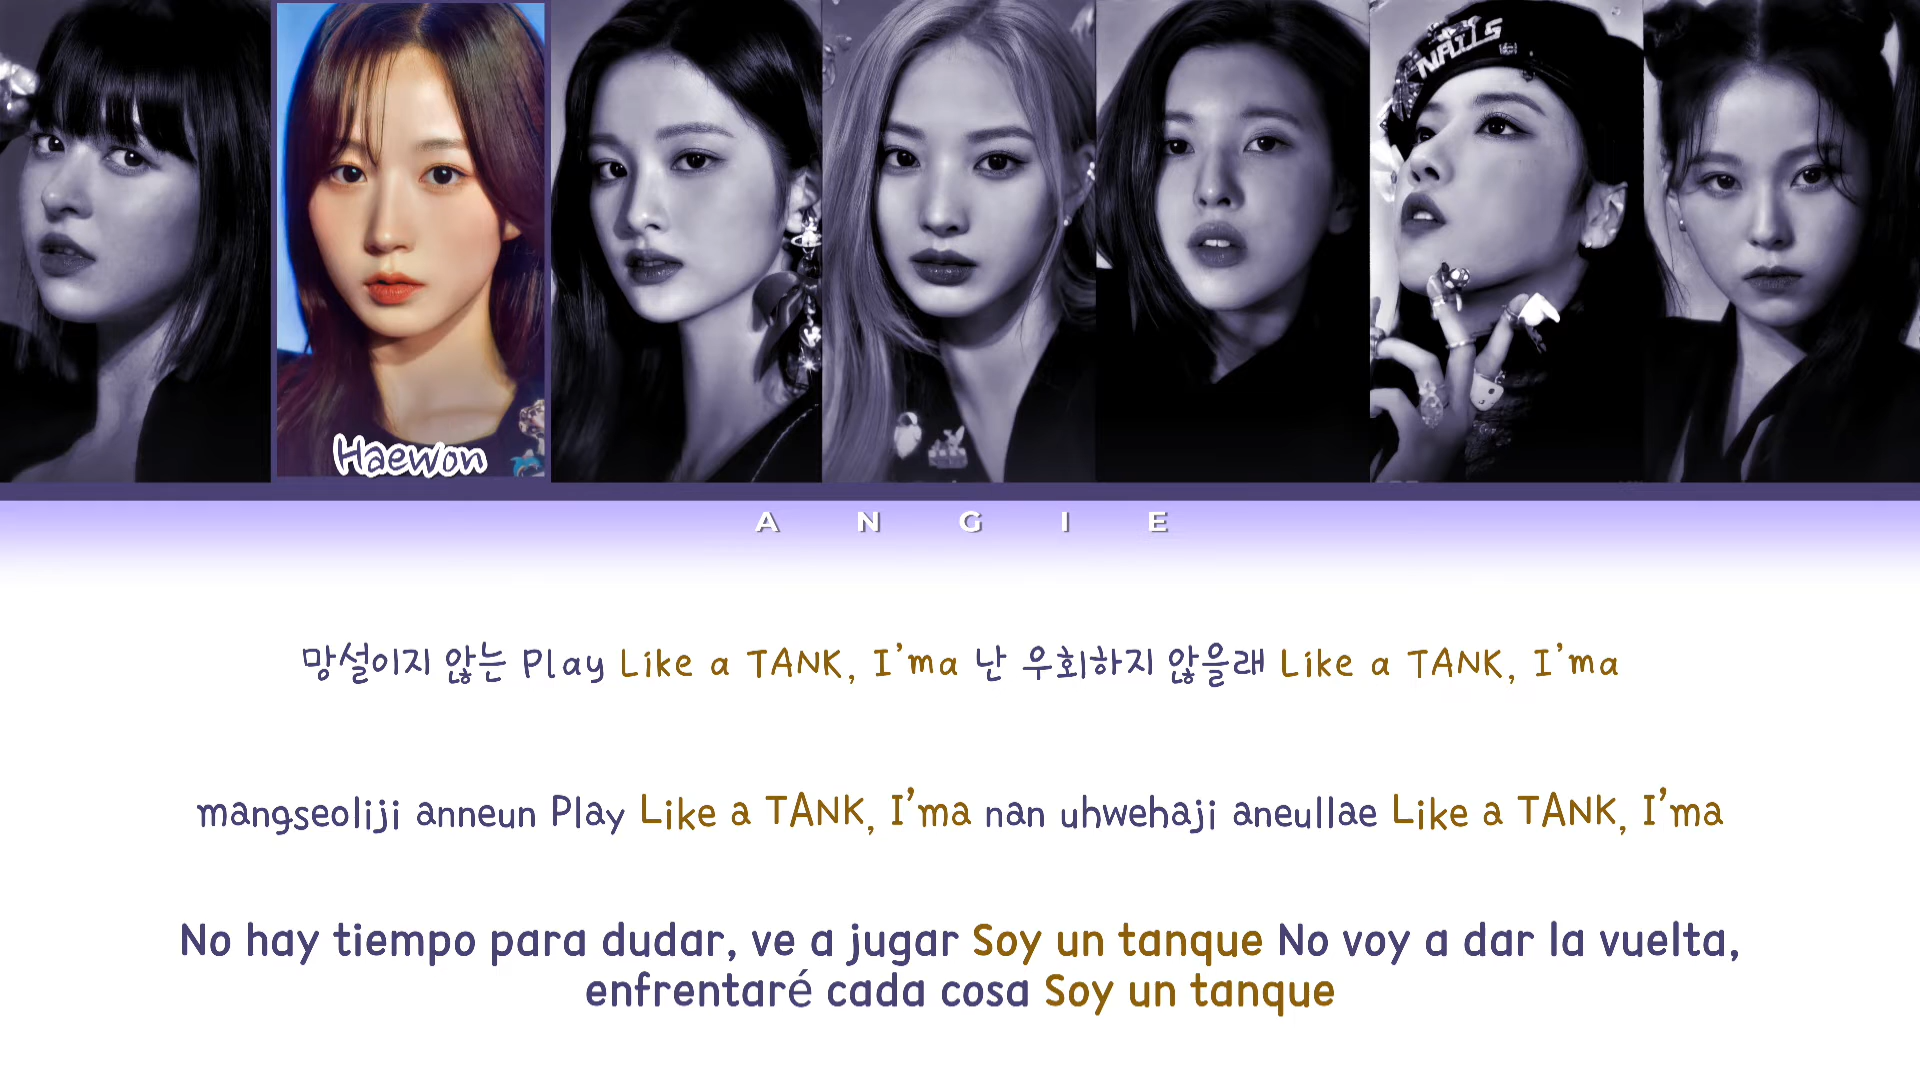 NAILS
Haewon
A N G I E
망설이지 않는 Play Like a TANK, I'ma 난 우회하지 않을래 Like a TANK, I'ma
mangseoliji anneun Play Like a TANK, I'ma nan uhwehaji aneullae Like a TANK, I'ma
No hay tiempo para dudar, ve a jugar Soy un tanque No voy a dar la vuelta,
enfrentaré cada cosa Soy un tanque